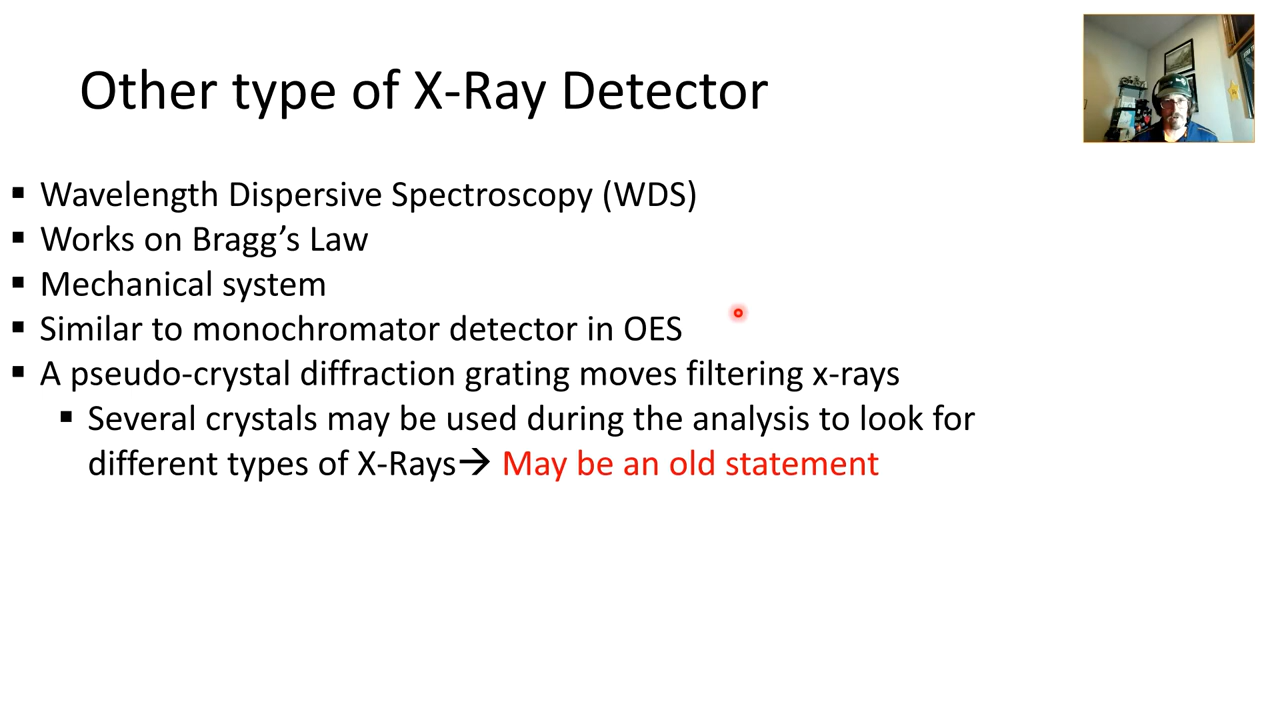 Other type of X-Ray Detector
▪ Wavelength Dispersive Spectroscopy (WDS)
▪ Works on Bragg’s Law
▪ Mechanical system
▪ Similar to monochromator detector in OES
▪ A pseudo-crystal diffraction grating moves filtering x-rays
▪ Several crystals may be used during the analysis to look for
different types of X-Rays→ May be an old statement